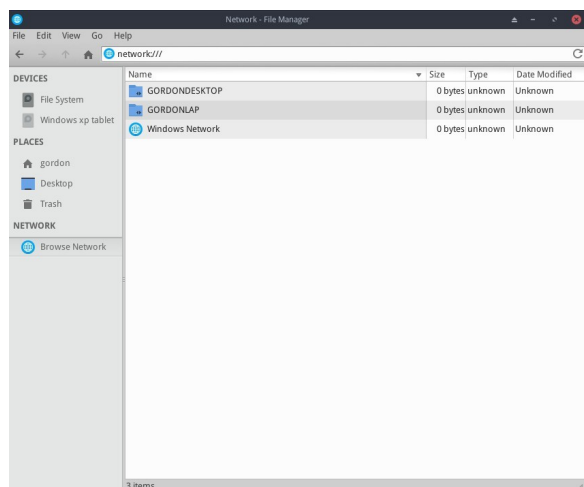 Network - File Manager
File Edit View Go Help
network:///
DEVICES
File System
Windows xp tablet
PLACES
gordon
Desktop
Trash
NETWORK
Browse Network
Name Size Type Date Modified
GORDONDESKTOP 0 bytes unknown Unknown
GORDONLAP 0 bytes unknown Unknown
Windows Network 0 bytes unknown Unknown
3 items